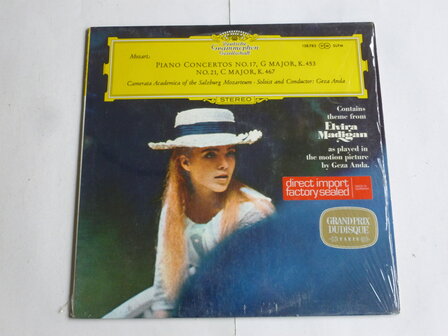 Deutsche
Grammophon
Gesellschaft
138783
SLPM
Mozart:
PIANO CONCERTOS NO. 17, G MAJOR, K. 453
NO. 21, C MAJOR, K. 467
Camerata Academica of the Salzburg Mozarteum · Soloist and Conductor: Geza Anda
STEREO
Contains
theme from
Elvira
Madigan
as played in
the motion picture
by Geza Anda.
direct import
factory sealed
GRAND PRIX
DU DISQUE
PARIS